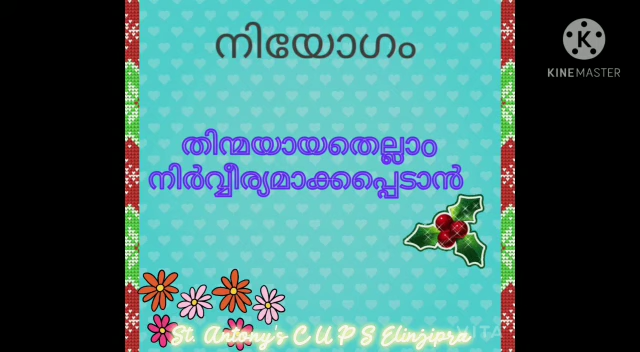 നിയോഗം
KINEMASTER
തിന്മയായതെല്ലാം
നിർവ്വീര്യമാക്കപ്പെടാൻ
St. Antony's C U P S Elinjipra